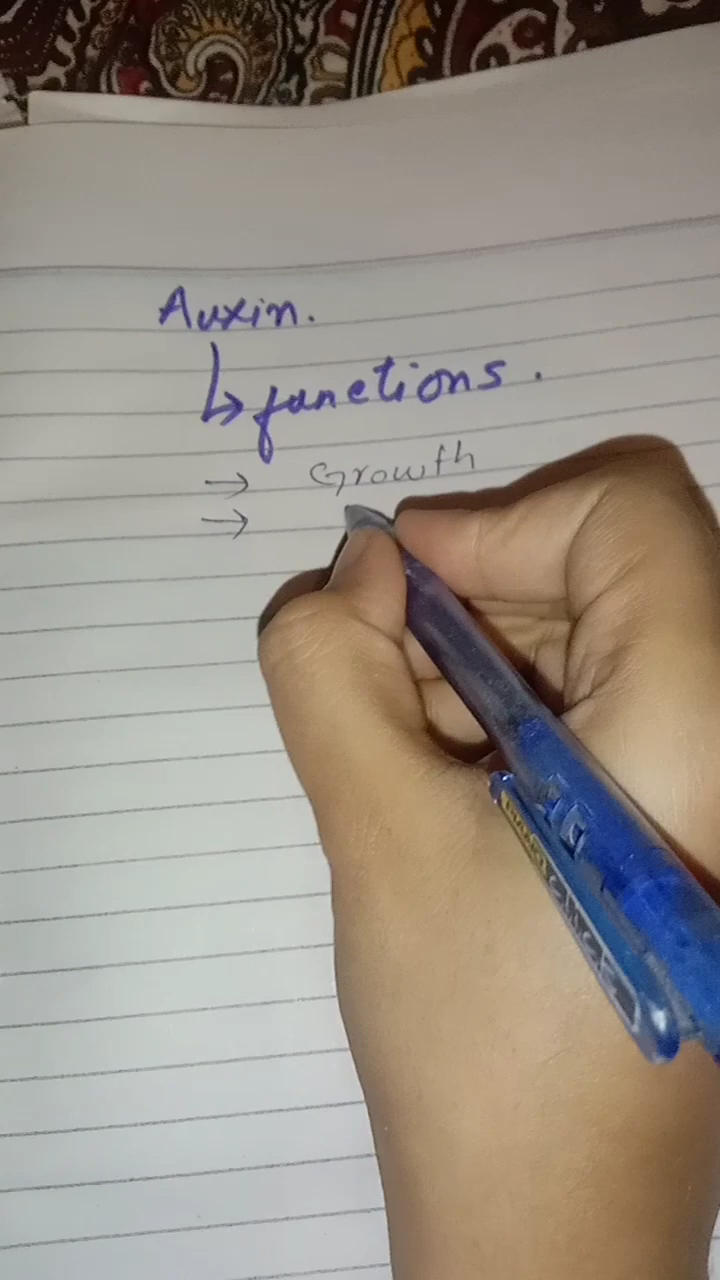 Auxin.
↳ functions.
→ Growth
→